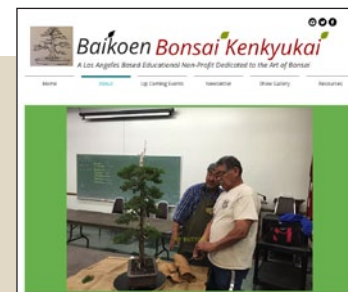 Baikoen Bonsai Kenkyukai
A Los Angeles Based Educational Non-Profit Dedicated to the Art of Bonsai
Home About Up Coming Events Newsletter Show Gallery Resources